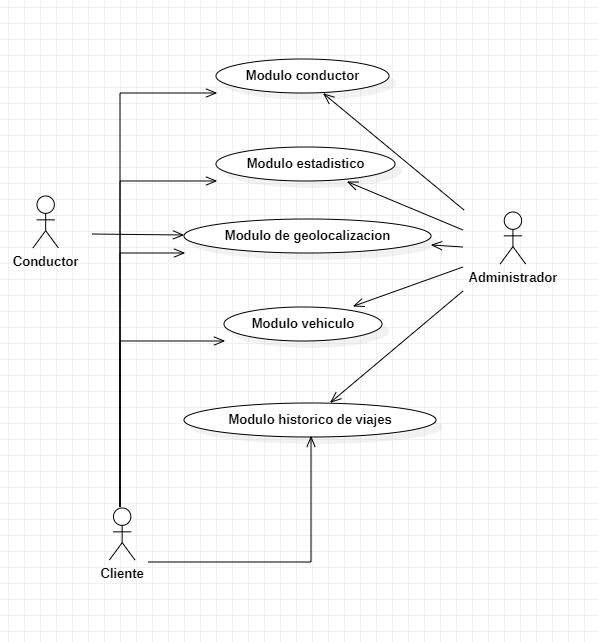 Modulo conductor
Modulo estadistico
Modulo de geolocalizacion
Conductor
Administrador
Modulo vehiculo
Modulo historico de viajes
Cliente